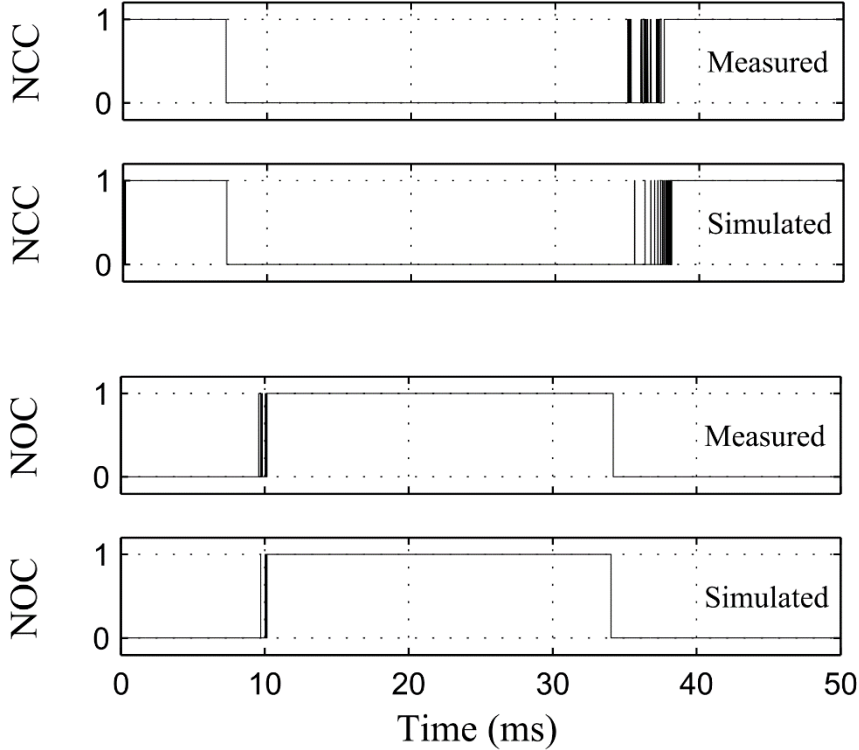 NCC
1
0
Measured
NCC
1
0
Simulated
NOC
1
0
Measured
NOC
1
0
Simulated
0 10 20 30 40 50
Time (ms)